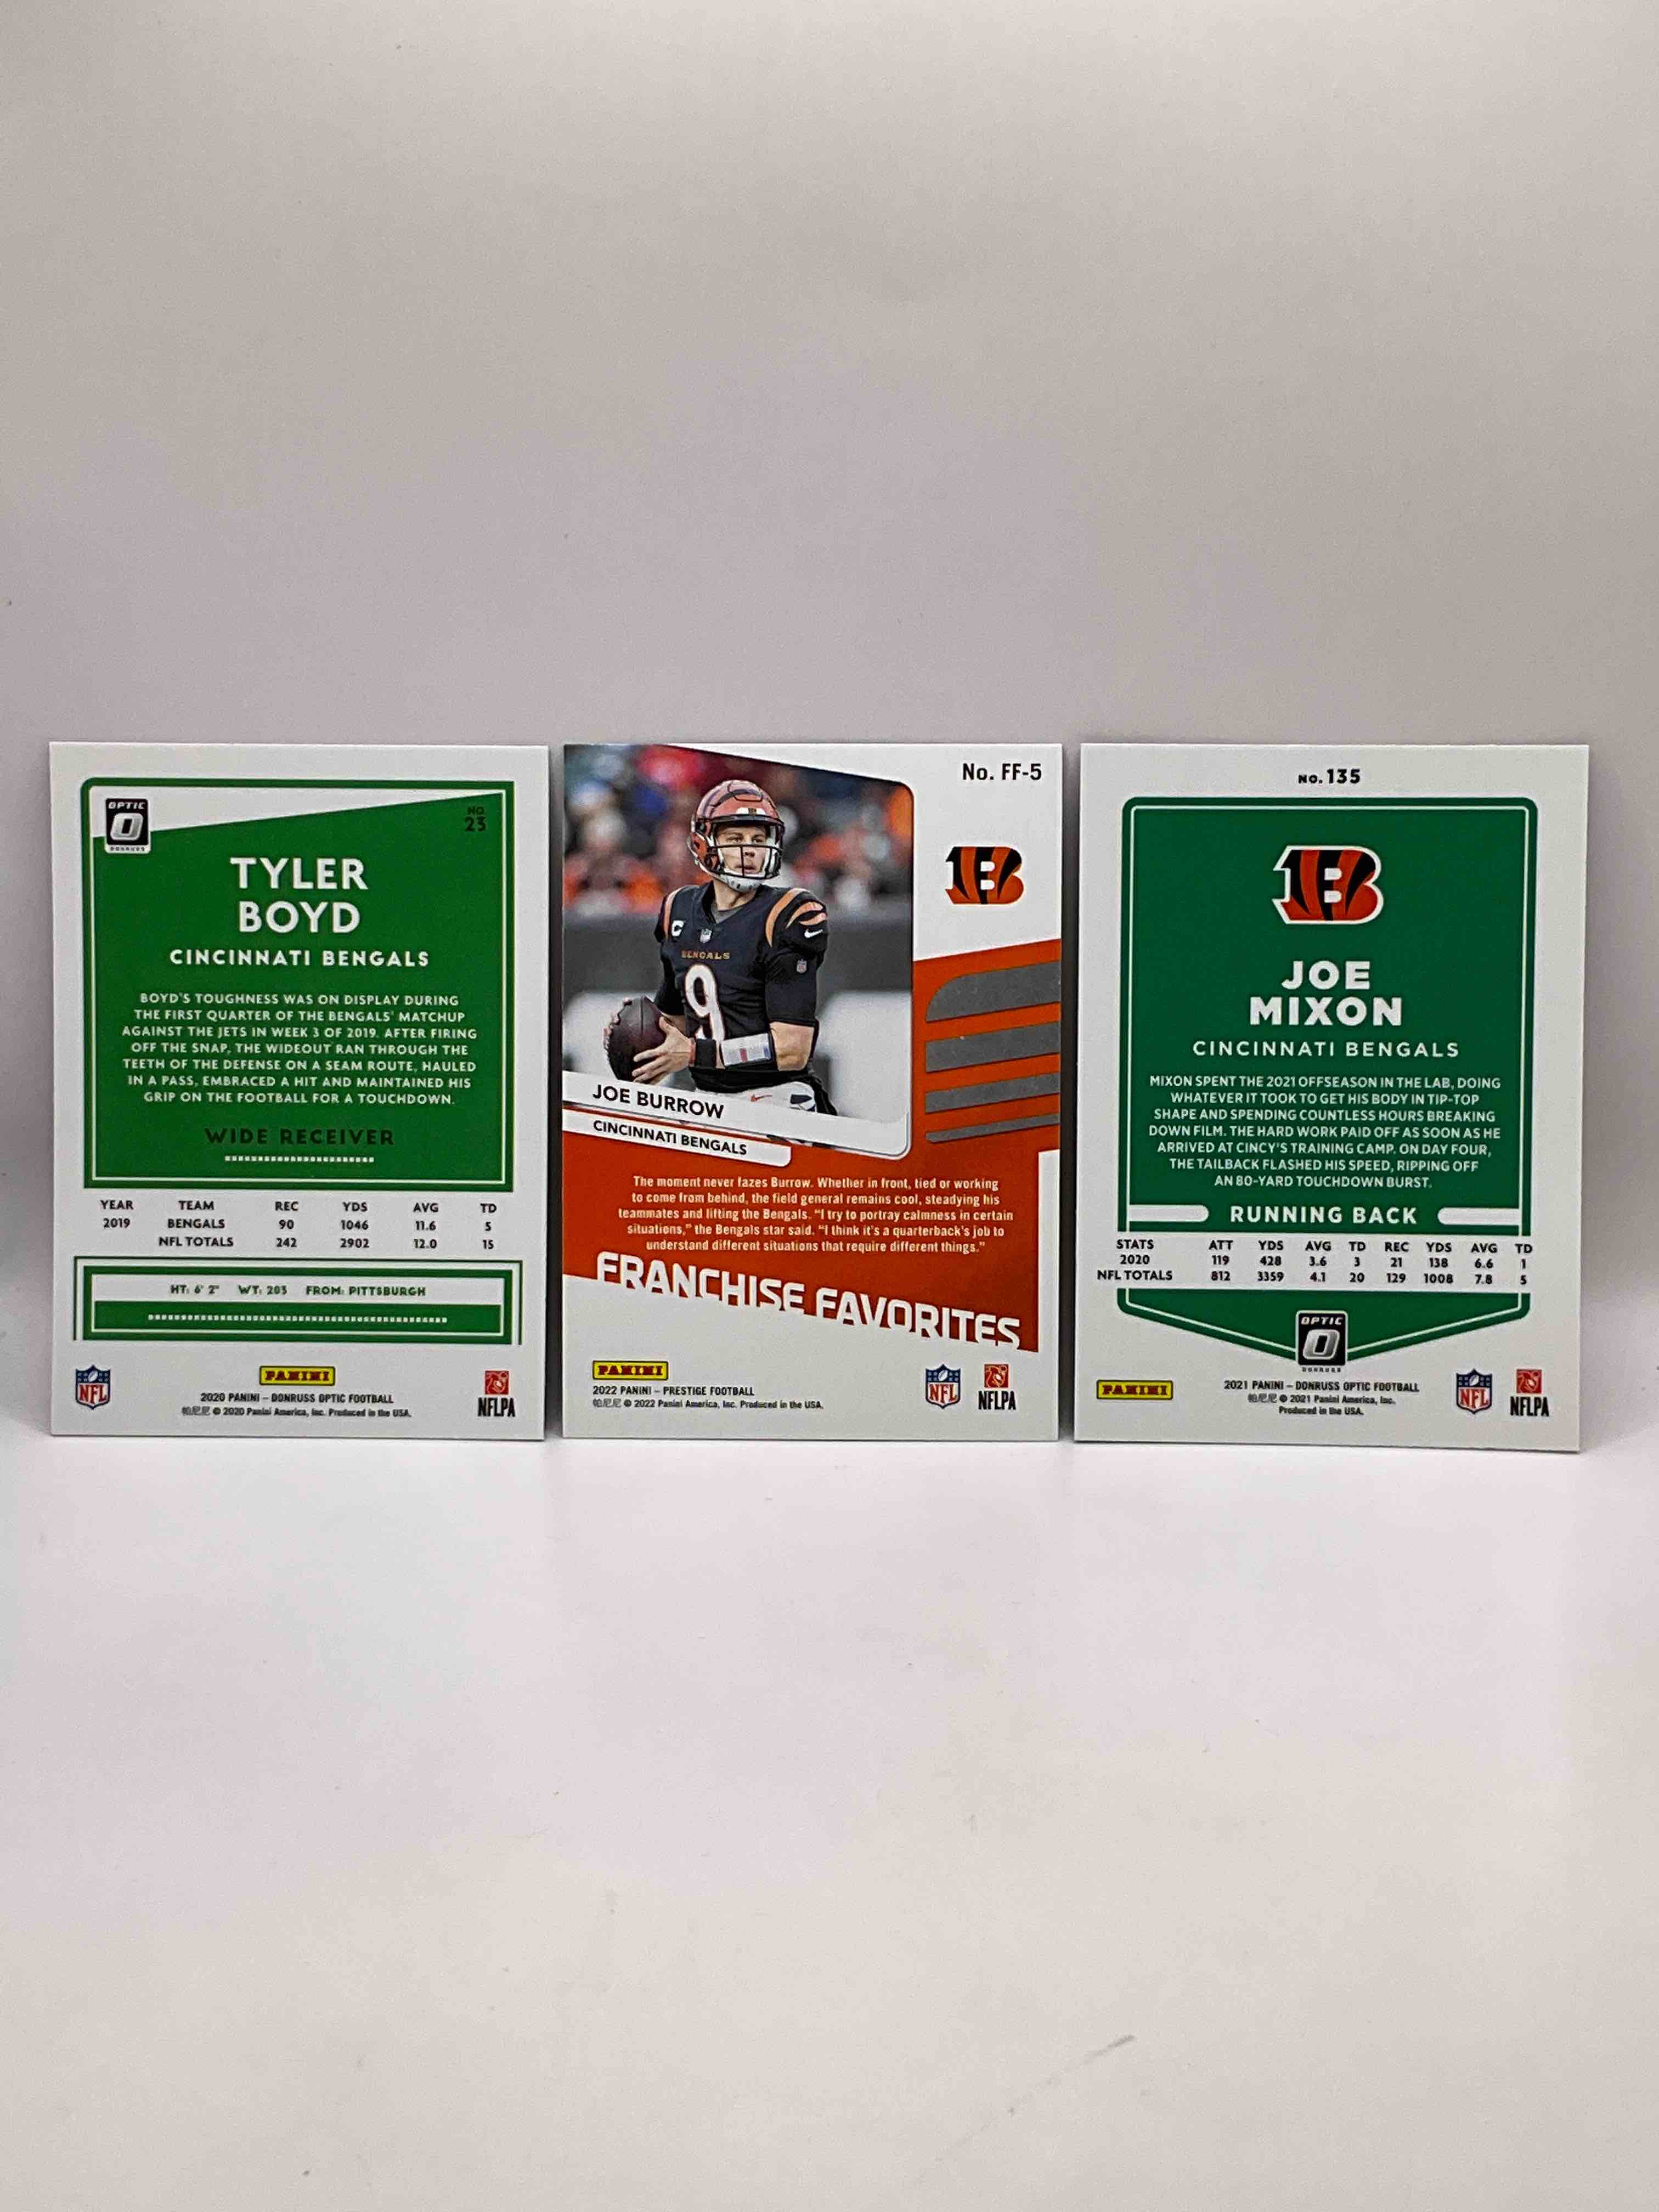 OPTIC
DONRUSS
NO.
23
TYLER
BOYD
CINCINNATI BENGALS
BOYD'S TOUGHNESS WAS ON DISPLAY DURING
THE FIRST QUARTER OF THE BENGALS' MATCHUP
AGAINST THE JETS IN WEEK 3 OF 2019. AFTER FIRING
OFF THE SNAP, THE WIDEOUT RAN THROUGH THE
TEETH OF THE DEFENSE ON A SEAM ROUTE, HAULED
IN A PASS, EMBRACED A HIT AND MAINTAINED HIS
GRIP ON THE FOOTBALL FOR A TOUCHDOWN.
WIDE RECEIVER
YEAR TEAM REC YDS AVG TD
2019 BENGALS 90 1046 11.6 5
NFL TOTALS 242 2902 12.0 15
HT: 6' 2" WT: 203 FROM: PITTSBURGH
NFL
PANINI
2020 PANINI – DONRUSS OPTIC FOOTBALL
帕尼尼 © 2020 Panini America, Inc. Produced in the USA.
NFLPA
No. FF-5
C
BENGALS
9
JOE BURROW
CINCINNATI BENGALS
The moment never fazes Burrow. Whether in front, tied or working
to come from behind, the field general remains cool, steadying his
teammates and lifting the Bengals. "I try to portray calmness in certain
situations," the Bengals star said. "I think it's a quarterback's job to
understand different situations that require different things."
FRANCHISE FAVORITES
PANINI
2022 PANINI – PRESTIGE FOOTBALL
帕尼尼 © 2022 Panini America, Inc. Produced in the USA.
NFL
NFLPA
NO. 135
B
JOE
MIXON
CINCINNATI BENGALS
MIXON SPENT THE 2021 OFFSEASON IN THE LAB, DOING
WHATEVER IT TOOK TO GET HIS BODY IN TIP-TOP
SHAPE AND SPENDING COUNTLESS HOURS BREAKING
DOWN FILM. THE HARD WORK PAID OFF AS SOON AS HE
ARRIVED AT CINCY'S TRAINING CAMP. ON DAY FOUR,
THE TAILBACK FLASHED HIS SPEED, RIPPING OFF
AN 80-YARD TOUCHDOWN BURST.
RUNNING BACK
STATS ATT YDS AVG TD REC YDS AVG TD
2020 119 428 3.6 3 21 138 6.6 1
NFL TOTALS 812 3359 4.1 20 129 1008 7.8 5
OPTIC
DONRUSS
PANINI
2021 PANINI – DONRUSS OPTIC FOOTBALL
帕尼尼 © 2021 Panini America, Inc.
Produced in the USA.
NFL
NFLPA